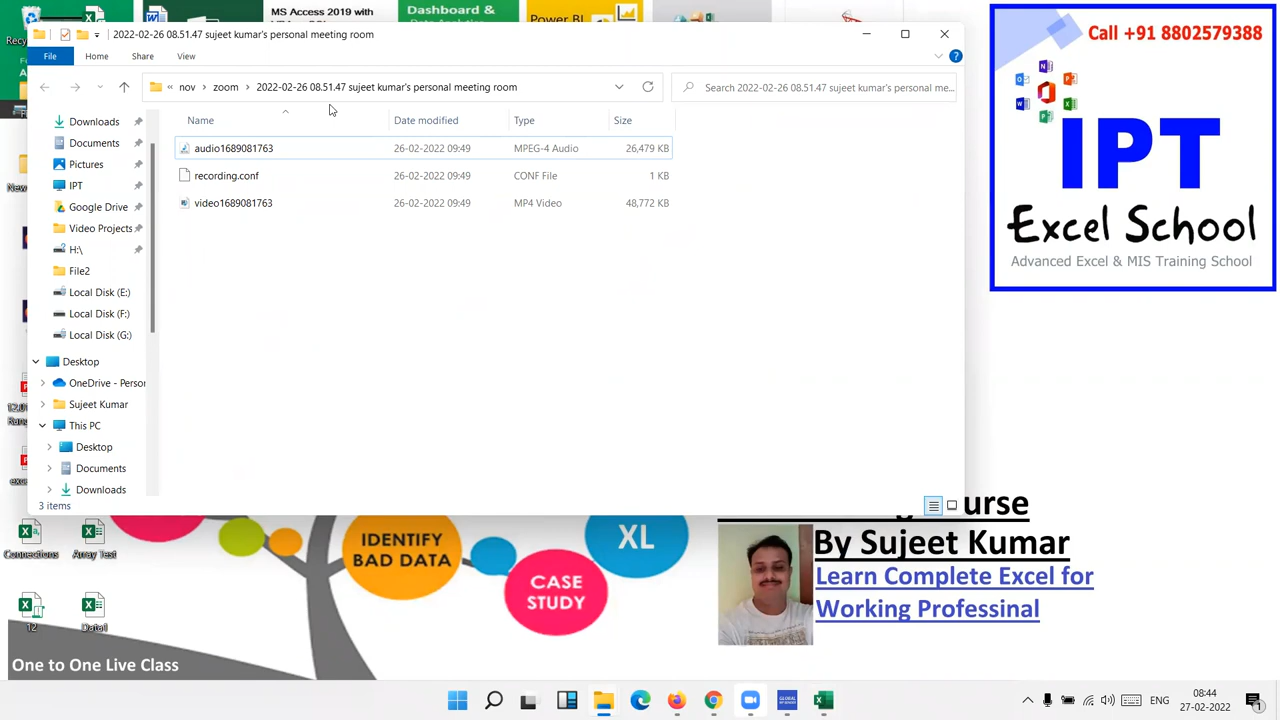 MS Access 2019 with
Dashboard &
Power BI
2022-02-26 08.51.47 sujeet kumar's personal meeting room
File
Home
Share
View
nov
zoom
2022-02-26 08.51.47 sujeet kumar's personal meeting room
Search 2022-02-26 08.51.47 sujeet kumar's personal me...
Name
Date modified
Type
Size
audio1689081763
26-02-2022 09:49
MPEG-4 Audio
26,479 KB
recording.conf
26-02-2022 09:49
CONF File
1 KB
video1689081763
26-02-2022 09:49
MP4 Video
48,772 KB
Downloads
Documents
Pictures
IPT
Google Drive
Video Projects
H:\
File2
Local Disk (E:)
Local Disk (F:)
Local Disk (G:)
Desktop
OneDrive - Person
Sujeet Kumar
This PC
Desktop
Documents
Downloads
3 items
Call +91 8802579388
IPT
Excel School
Advanced Excel & MIS Training School
urse
By Sujeet Kumar
Learn Complete Excel for
Working Professinal
IDENTIFY
BAD DATA
CASE
STUDY
XL
Connections
Array Test
12
Data1
One to One Live Class
ENG
08:44
27-02-2022